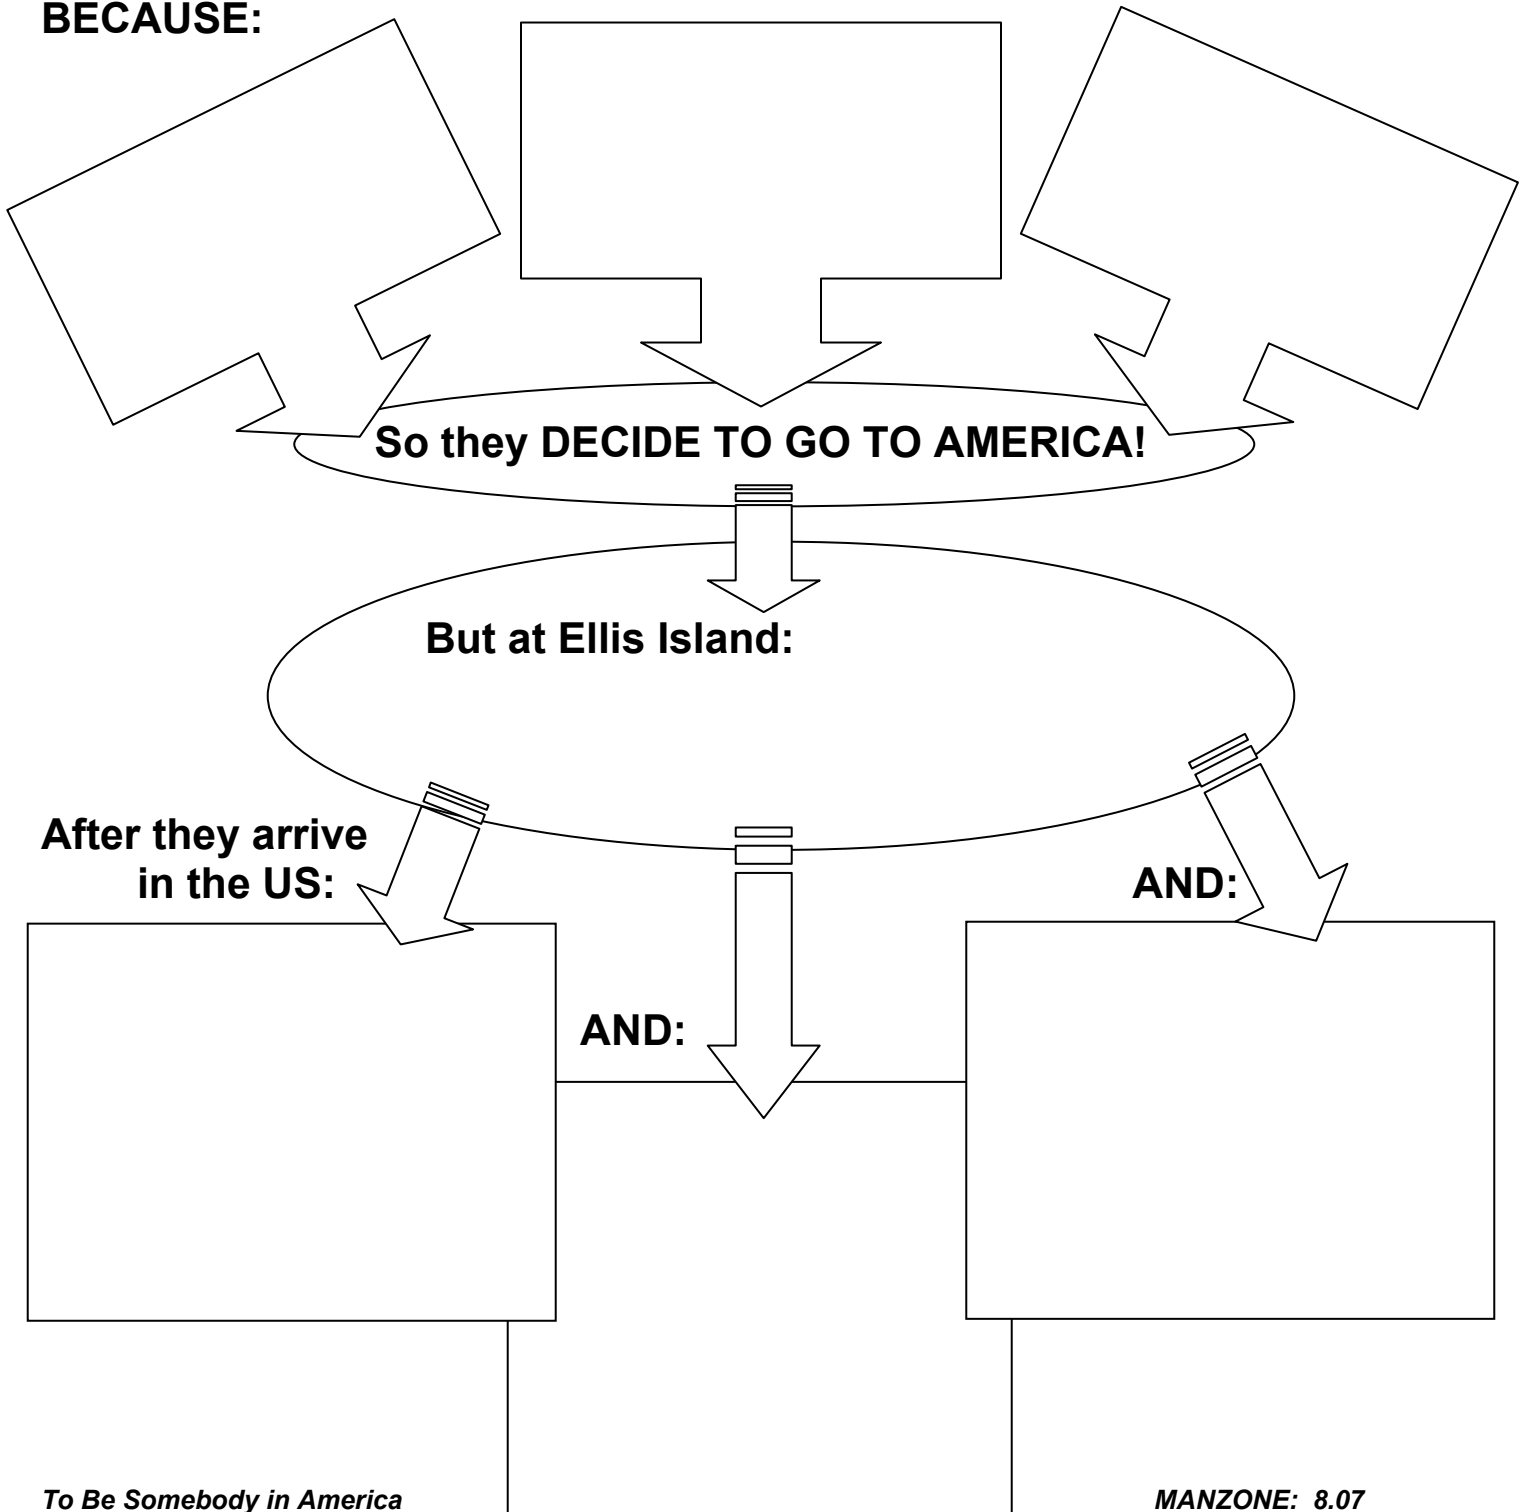 BECAUSE:
So they DECIDE TO GO TO AMERICA!
But at Ellis Island:
After they arrive
in the US:
AND:
AND:
To Be Somebody in America
MANZONE: 8.07